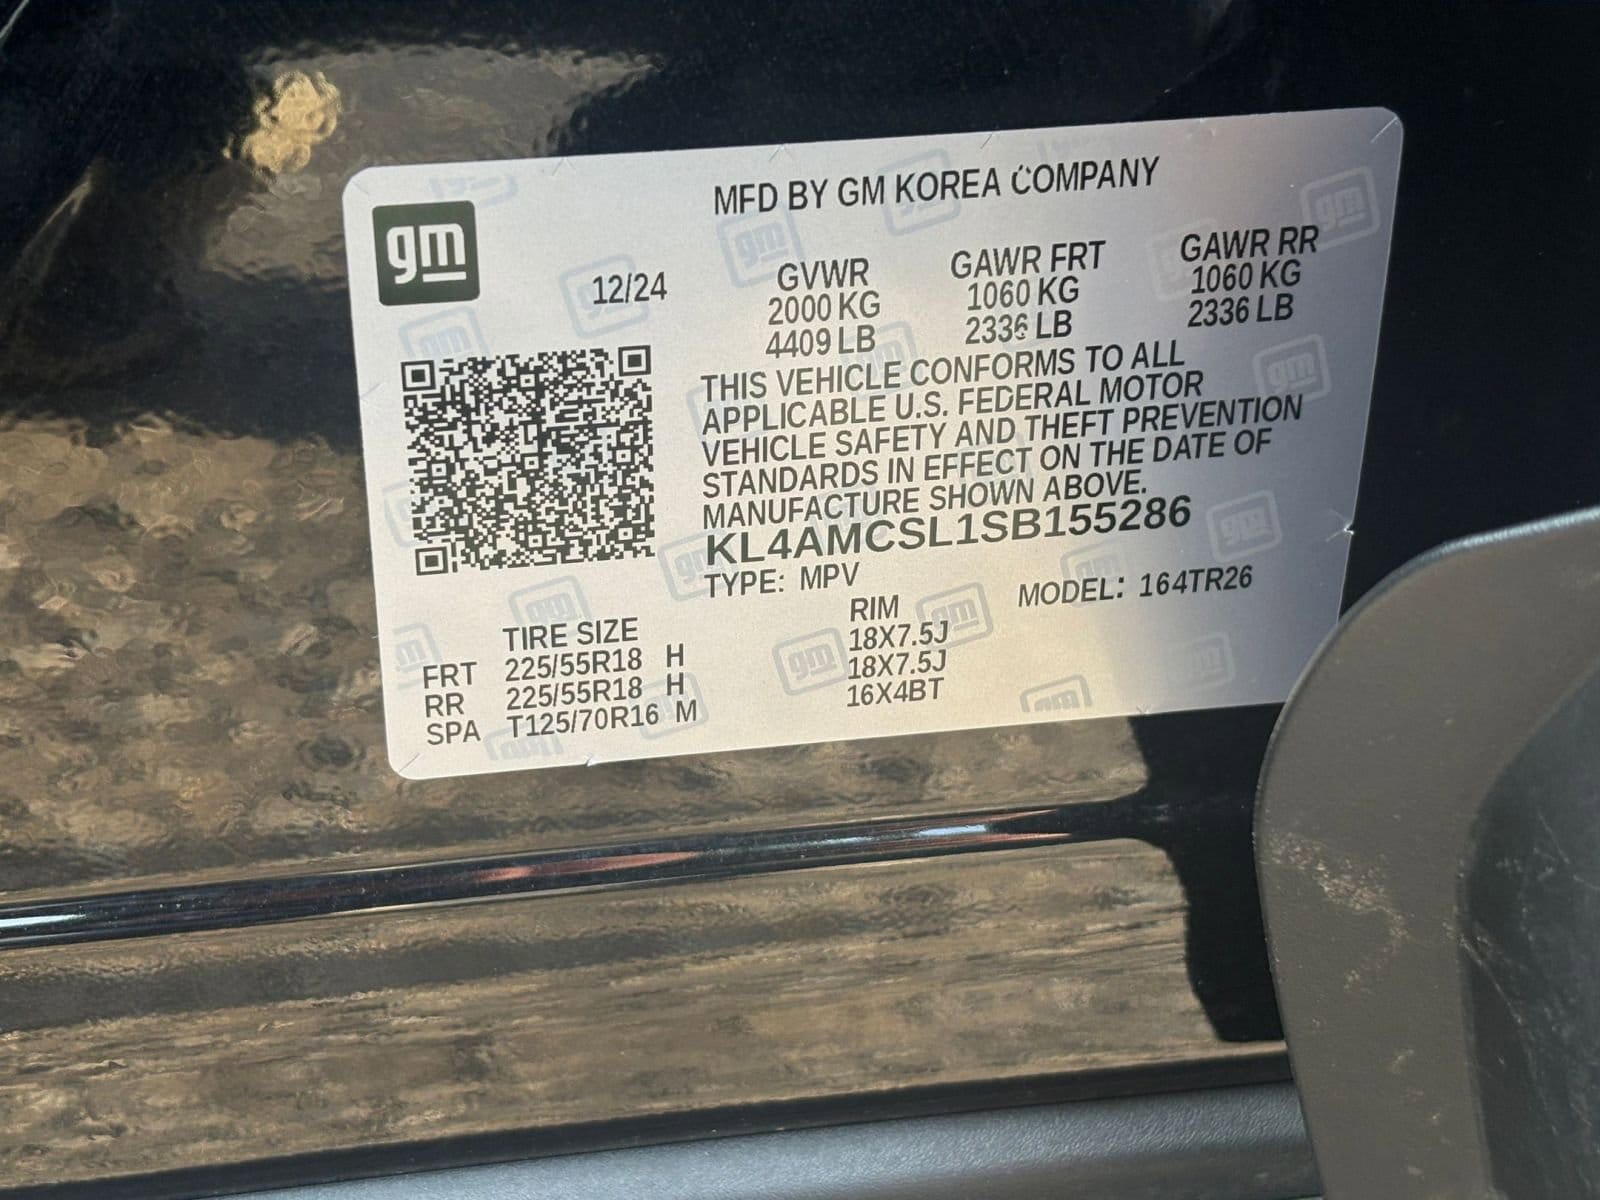 gm
MFD BY GM KOREA COMPANY
12/24
GVWR
2000 KG
4409 LB
GAWR FRT
1060 KG
2336 LB
GAWR RR
1060 KG
2336 LB
THIS VEHICLE CONFORMS TO ALL
APPLICABLE U.S. FEDERAL MOTOR
VEHICLE SAFETY AND THEFT PREVENTION
STANDARDS IN EFFECT ON THE DATE OF
MANUFACTURE SHOWN ABOVE.
KL4AMCSL1SB155286
TYPE: MPV
MODEL: 164TR26
TIRE SIZE RIM
FRT 225/55R18 H 18X7.5J
RR 225/55R18 H 18X7.5J
SPA T125/70R16 M 16X4BT